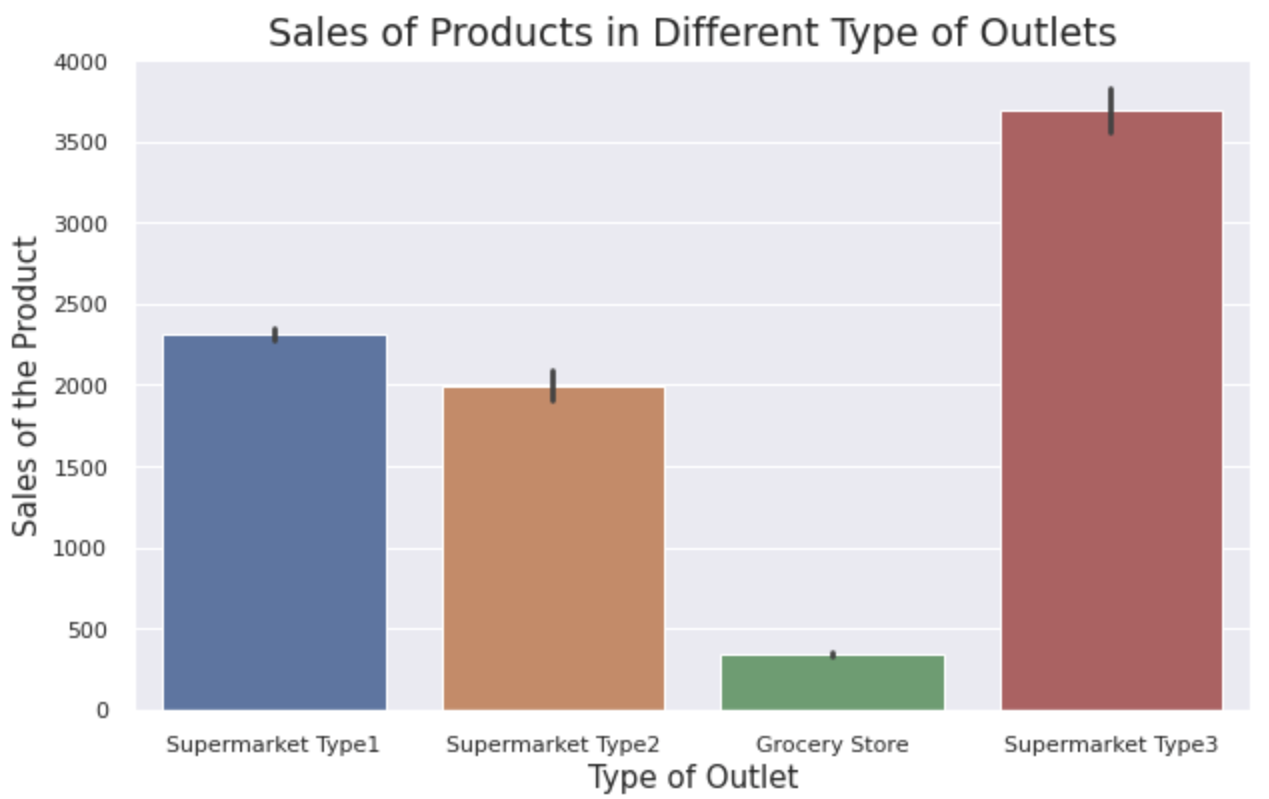 Sales of Products in Different Type of Outlets
4000
3500
3000
2500
2000
1500
1000
500
0
Sales of the Product
Supermarket Type1
Supermarket Type2
Grocery Store
Supermarket Type3
Type of Outlet